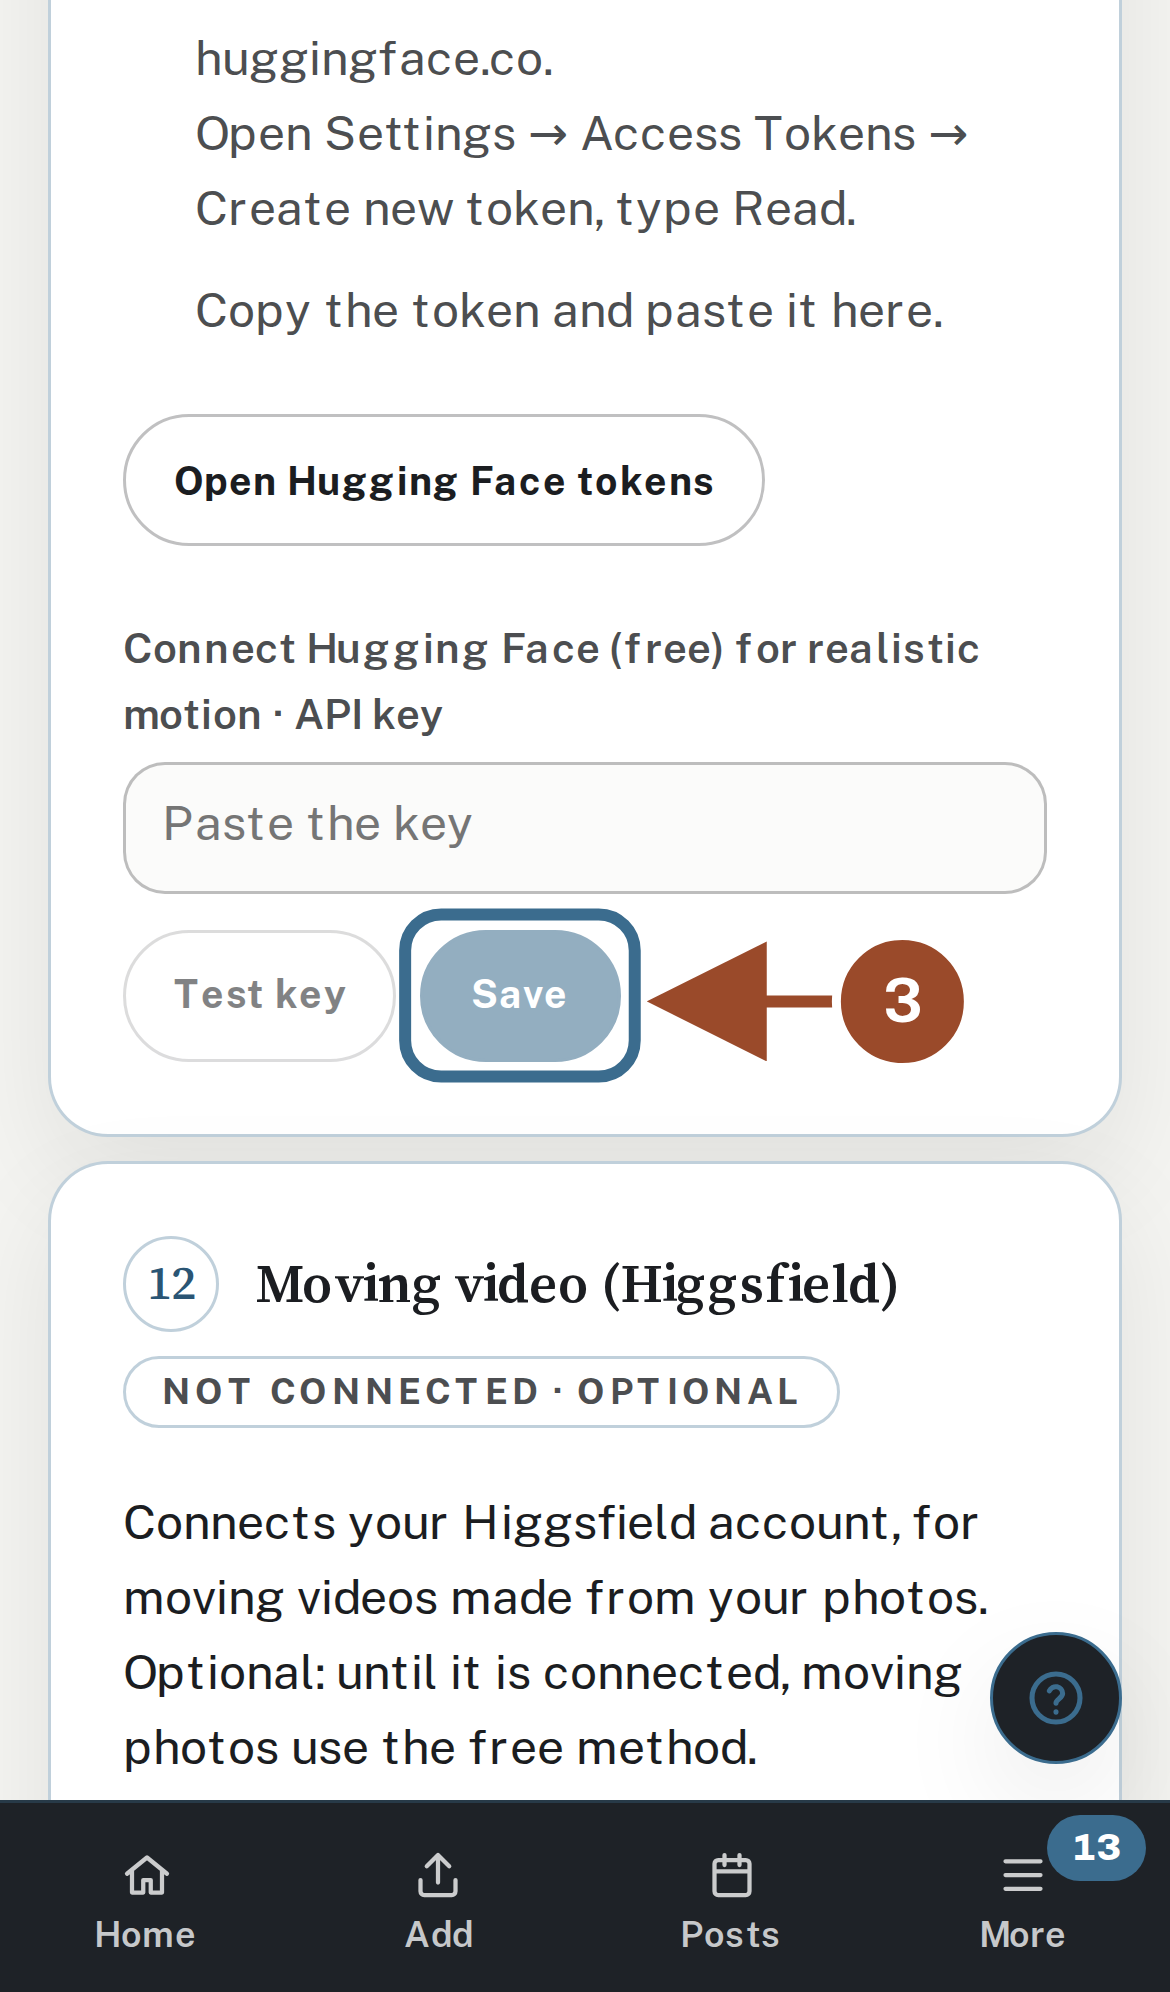 huggingface.co.
Open Settings → Access Tokens →
Create new token, type Read.
Copy the token and paste it here.
Open Hugging Face tokens
Connect Hugging Face (free) for realistic
motion · API key
Paste the key
Test key
Save
3
12
Moving video (Higgsfield)
NOT CONNECTED · OPTIONAL
Connects your Higgsfield account, for
moving videos made from your photos.
Optional: until it is connected, moving
photos use the free method.
?
13
Home
Add
Posts
More